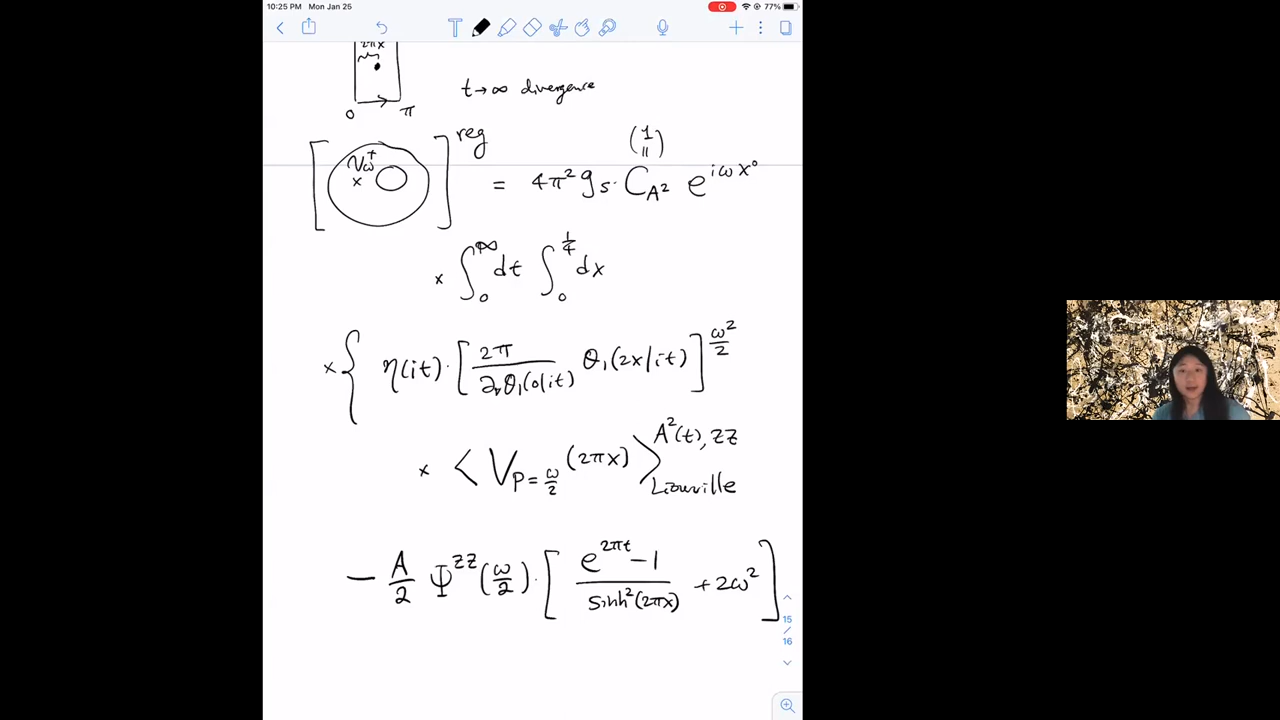 10:25 PM Mon Jan 25 77%
2πx
t→∞ divergence
0 π
[ V_ω^+ × ]^reg = 4π² g_s · C_{A²} (= 1) e^{iωx⁰}
× ∫_0^∞ dt ∫_0^{1/4} dx
× { η(it) · [ 2π / ∂_ν θ_1(0|it) θ_1(2x|it) ]^{ω²/2}
× ⟨ V_{P=ω/2} (2πx) ⟩^{A²(t), ZZ}_{Liouville}
− A/2 Ψ^{ZZ}(ω/2) · [ (e^{2πt} − 1) / sinh²(2πx) + 2ω² ]
15
/
16